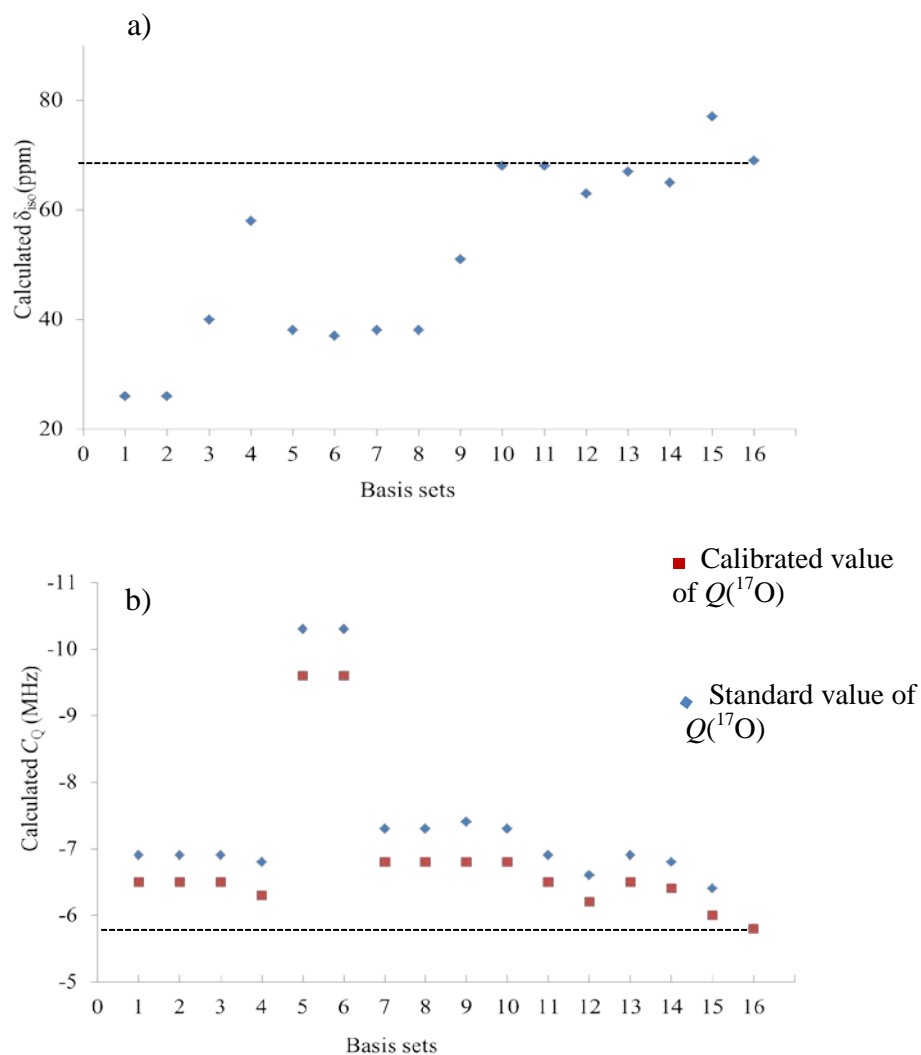 a)
Calculated δiso(ppm)
80
60
40
20
0 1 2 3 4 5 6 7 8 9 10 11 12 13 14 15 16
Basis sets
b)
Calculated CQ (MHz)
-11
-10
-9
-8
-7
-6
-5
0 1 2 3 4 5 6 7 8 9 10 11 12 13 14 15 16
Basis sets
Calibrated value
of Q(17O)
Standard value of
Q(17O)